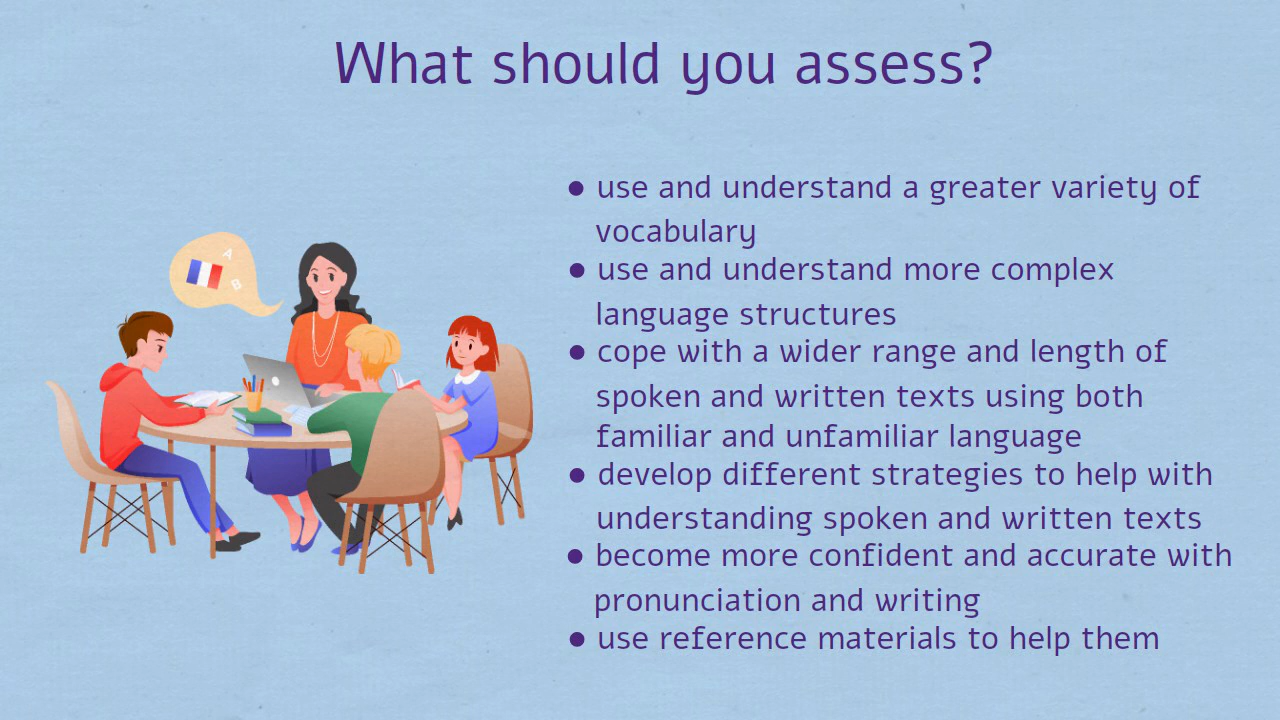 What should you assess?
A
B
● use and understand a greater variety of
vocabulary
● use and understand more complex
language structures
● cope with a wider range and length of
spoken and written texts using both
familiar and unfamiliar language
● develop different strategies to help with
understanding spoken and written texts
● become more confident and accurate with
pronunciation and writing
● use reference materials to help them